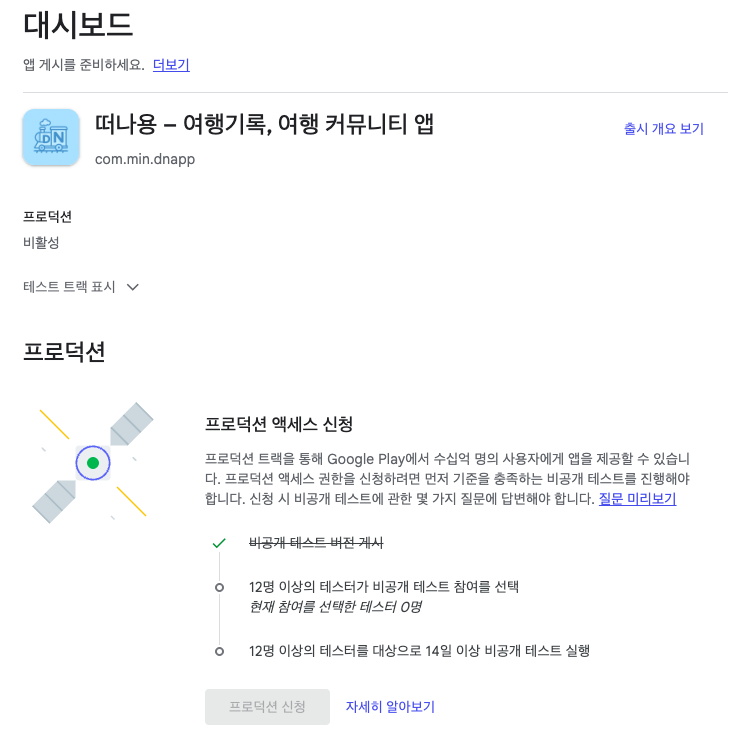 대시보드
앱 게시를 준비하세요. 더보기
DN
떠나용 – 여행기록, 여행 커뮤니티 앱
출시 개요 보기
com.min.dnapp
프로덕션
비활성
테스트 트랙 표시
프로덕션
프로덕션 액세스 신청
프로덕션 트랙을 통해 Google Play에서 수십억 명의 사용자에게 앱을 제공할 수 있습니
다. 프로덕션 액세스 권한을 신청하려면 먼저 기준을 충족하는 비공개 테스트를 진행해야
합니다. 신청 시 비공개 테스트에 관한 몇 가지 질문에 답변해야 합니다. 질문 미리보기
비공개 테스트 버전 게시
12명 이상의 테스터가 비공개 테스트 참여를 선택
현재 참여를 선택한 테스터 0명
12명 이상의 테스터를 대상으로 14일 이상 비공개 테스트 실행
프로덕션 신청
자세히 알아보기